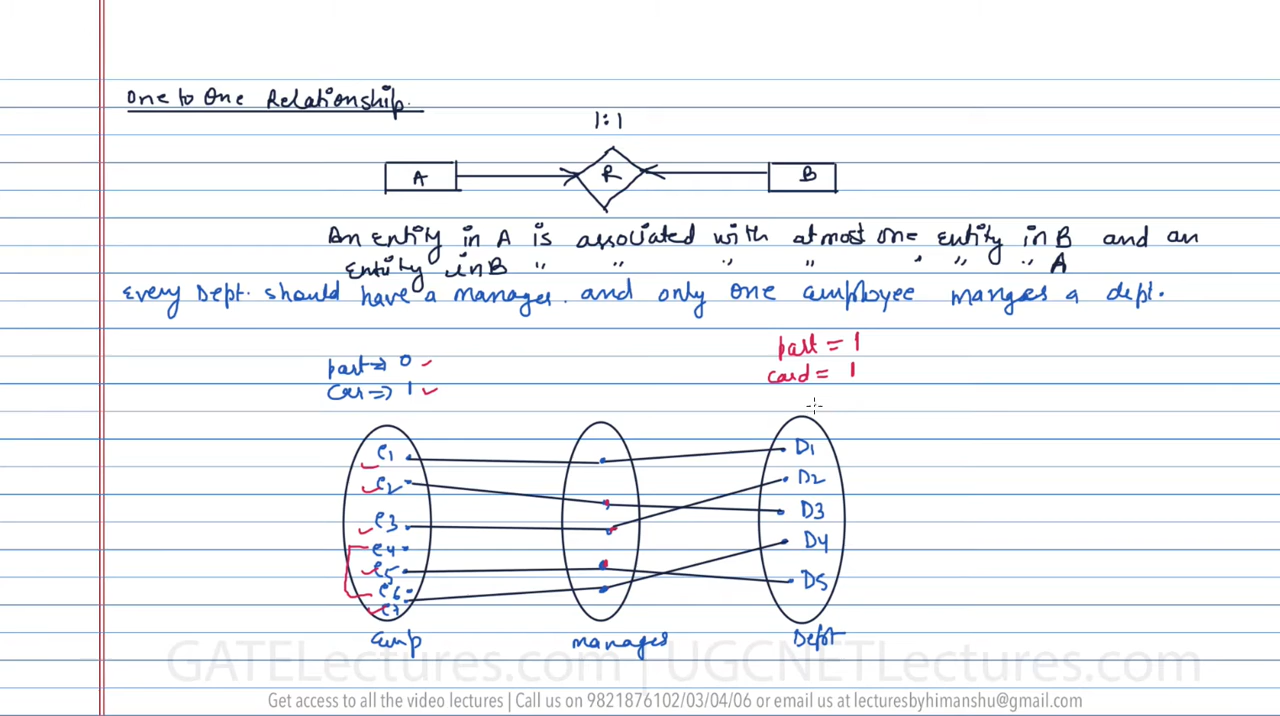 One to One Relationship.
1:1
A R B
An entity in A is associated with atmost one entity in B and an
entity in B " " " " " " " A
Every Dept. should have a manager. and only one employee manges a dept.
part => 0 ✓
Car => 1 ✓
part = 1
card = 1
e1
e2
e3
e4
e5
e6
e7
D1
D2
D3
D4
D5
emp manages Dept
GATELectures.com | UGCNETLectures.com
Get access to all the video lectures | Call us on 9821876102/03/04/06 or email us at lecturesbyhimanshu@gmail.com